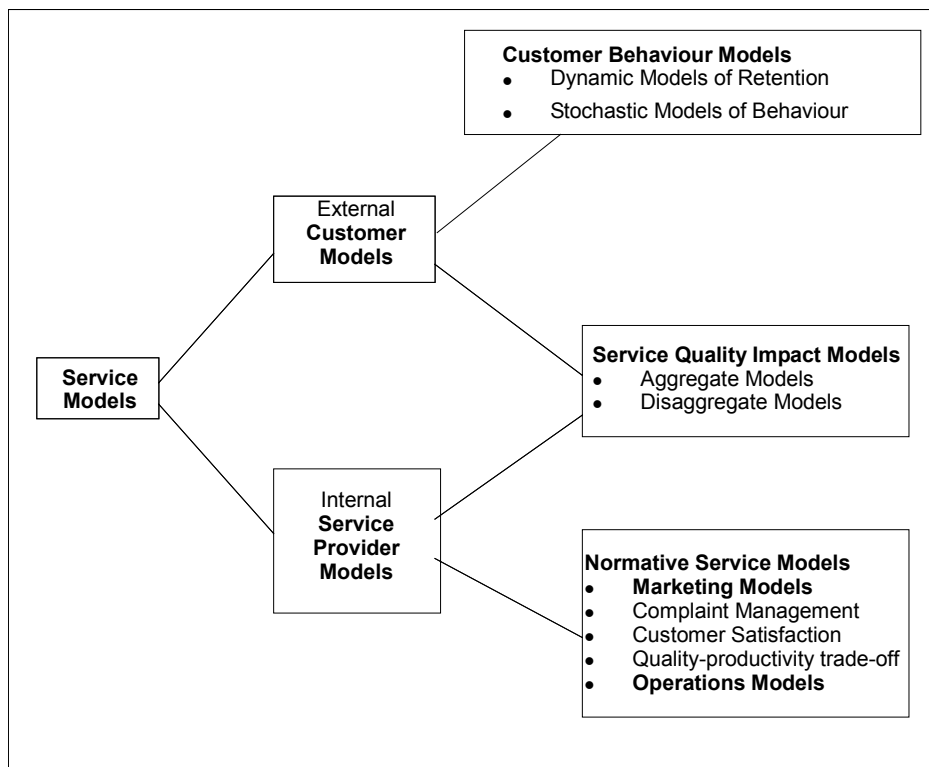 Customer Behaviour Models
● Dynamic Models of Retention
● Stochastic Models of Behaviour
External
Customer
Models
Service Quality Impact Models
● Aggregate Models
● Disaggregate Models
Service
Models
Internal
Service
Provider
Models
Normative Service Models
● Marketing Models
● Complaint Management
● Customer Satisfaction
● Quality-productivity trade-off
● Operations Models